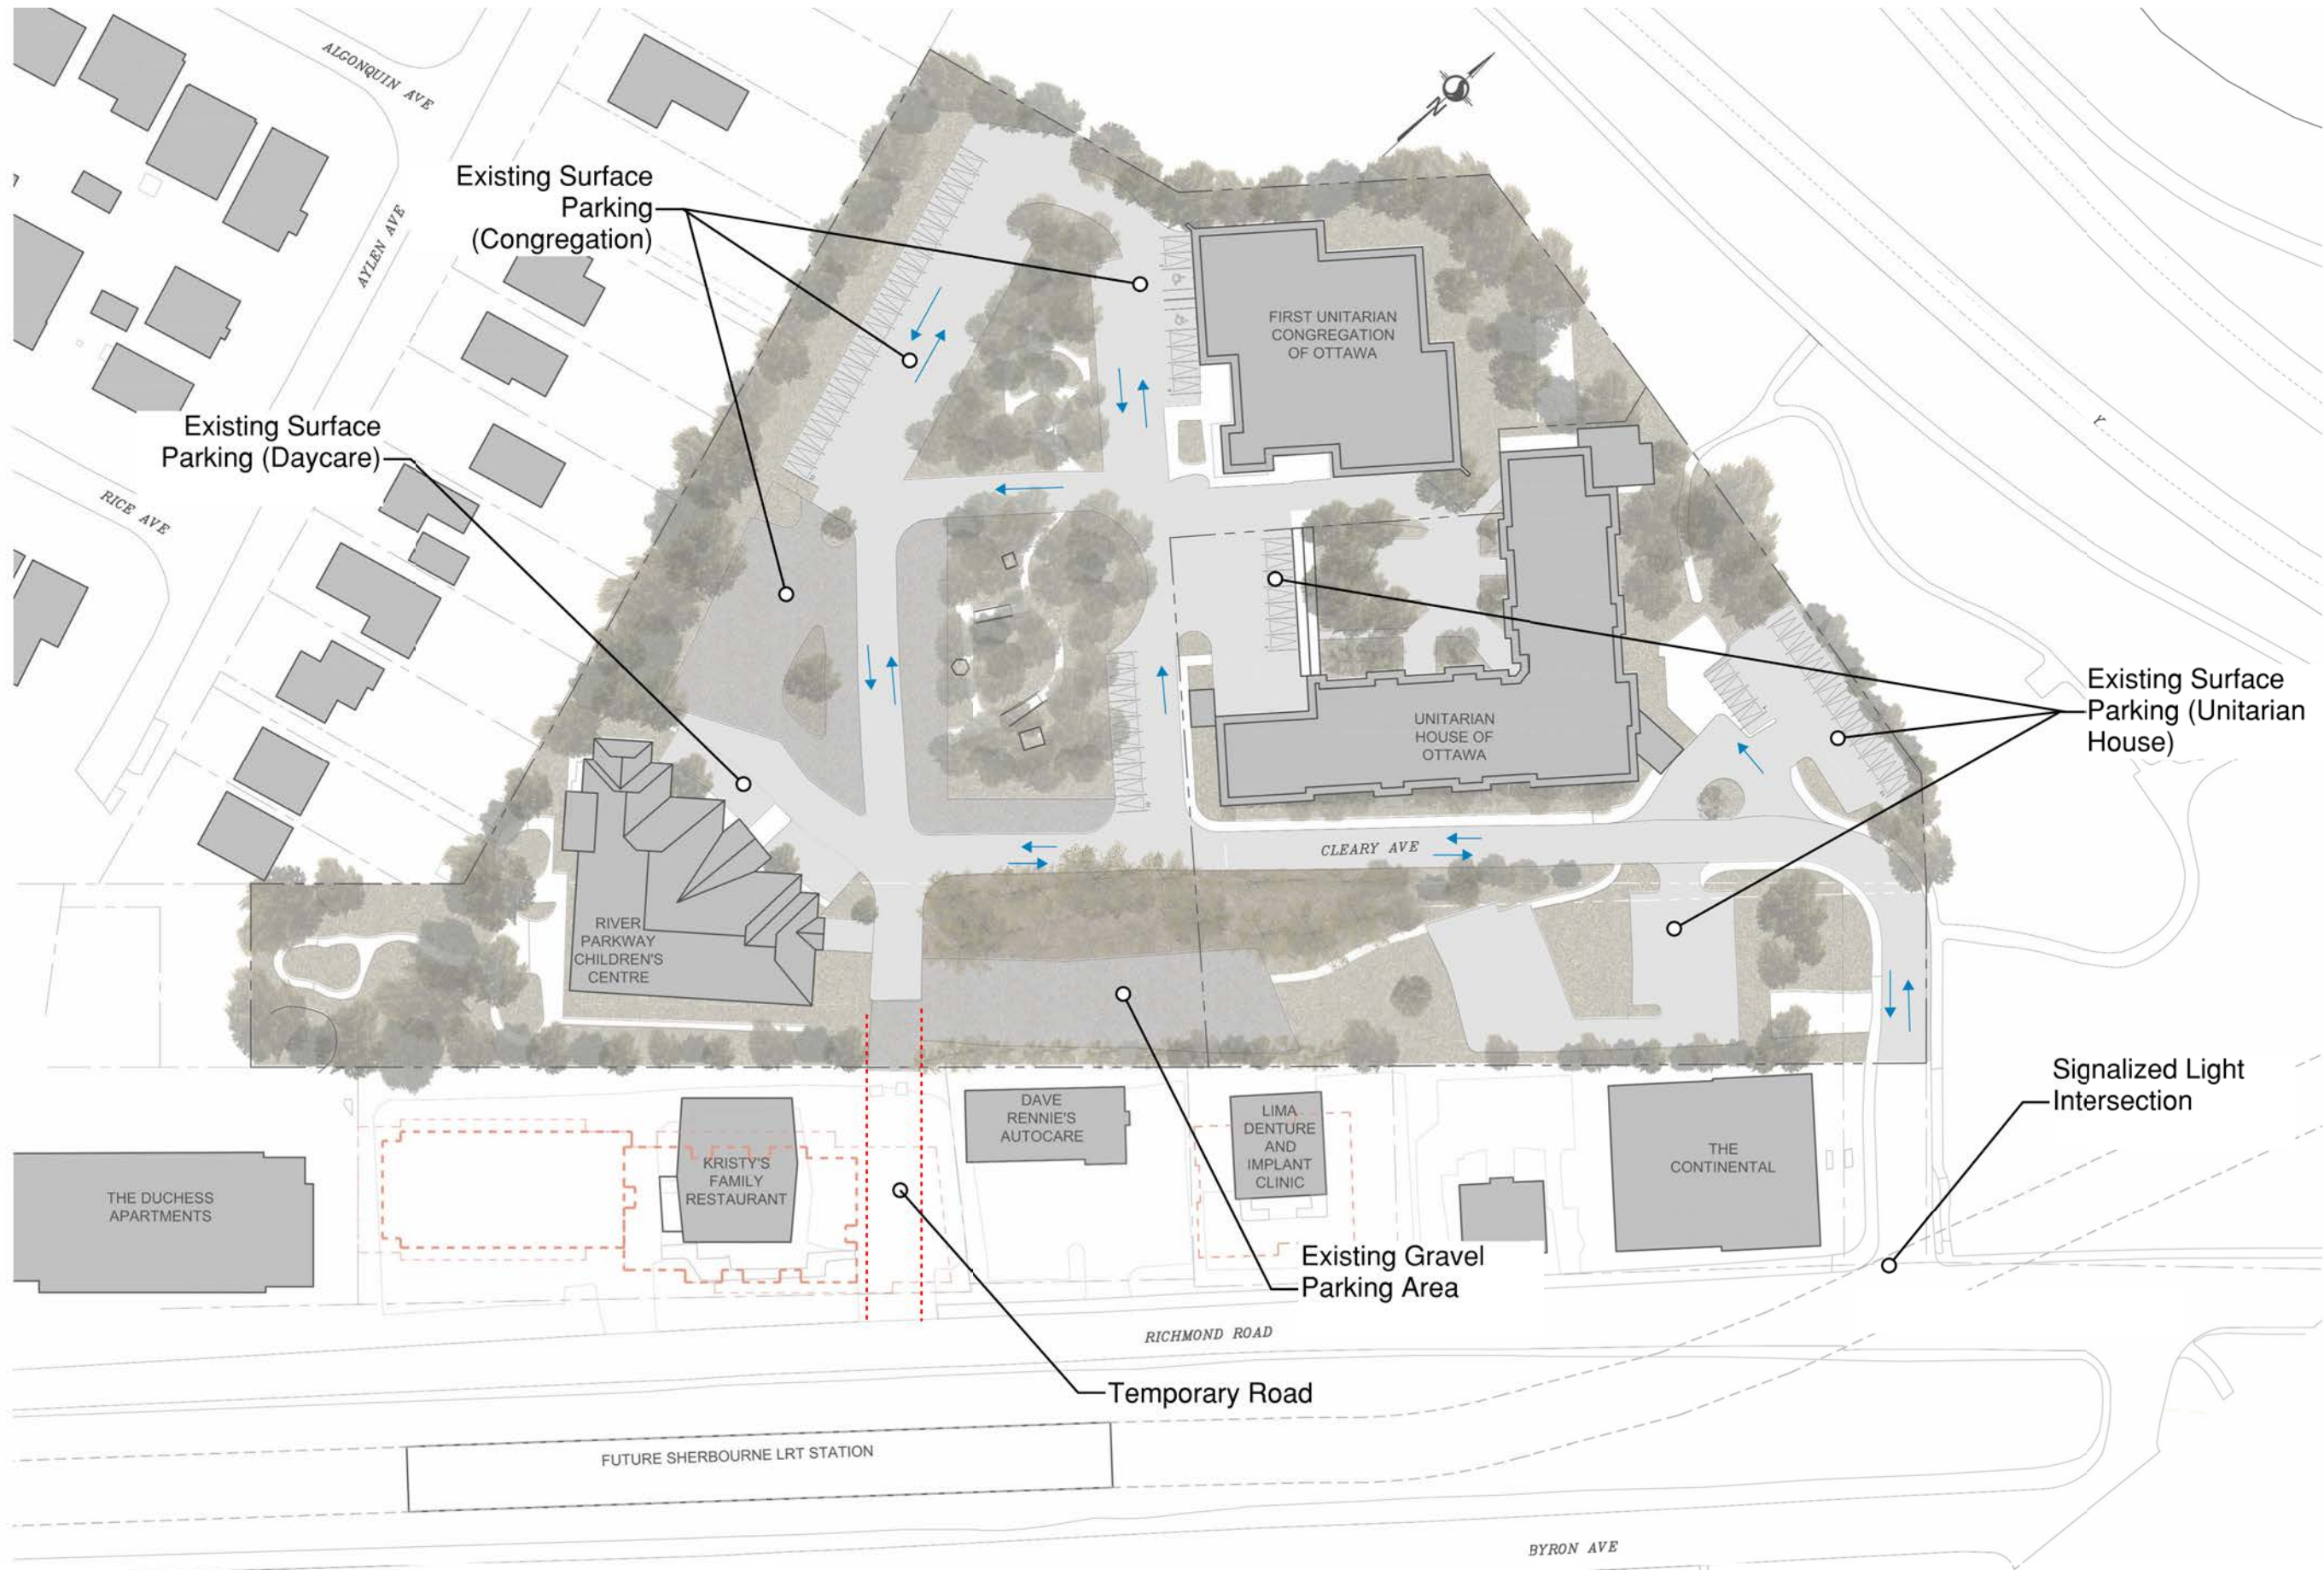 ALGONQUIN AVE
N
Existing Surface
Parking
(Congregation)
AYLEN AVE
FIRST UNITARIAN
CONGREGATION
OF OTTAWA
Existing Surface
Parking (Daycare)
RICE AVE
Y
Existing Surface
Parking (Unitarian
House)
UNITARIAN
HOUSE OF
OTTAWA
CLEARY AVE
RIVER
PARKWAY
CHILDREN'S
CENTRE
Signalized Light
Intersection
DAVE
RENNIE'S
AUTOCARE
LIMA
DENTURE
AND
IMPLANT
CLINIC
THE
CONTINENTAL
KRISTY'S
FAMILY
RESTAURANT
THE DUCHESS
APARTMENTS
Existing Gravel
Parking Area
RICHMOND ROAD
Temporary Road
FUTURE SHERBOURNE LRT STATION
BYRON AVE